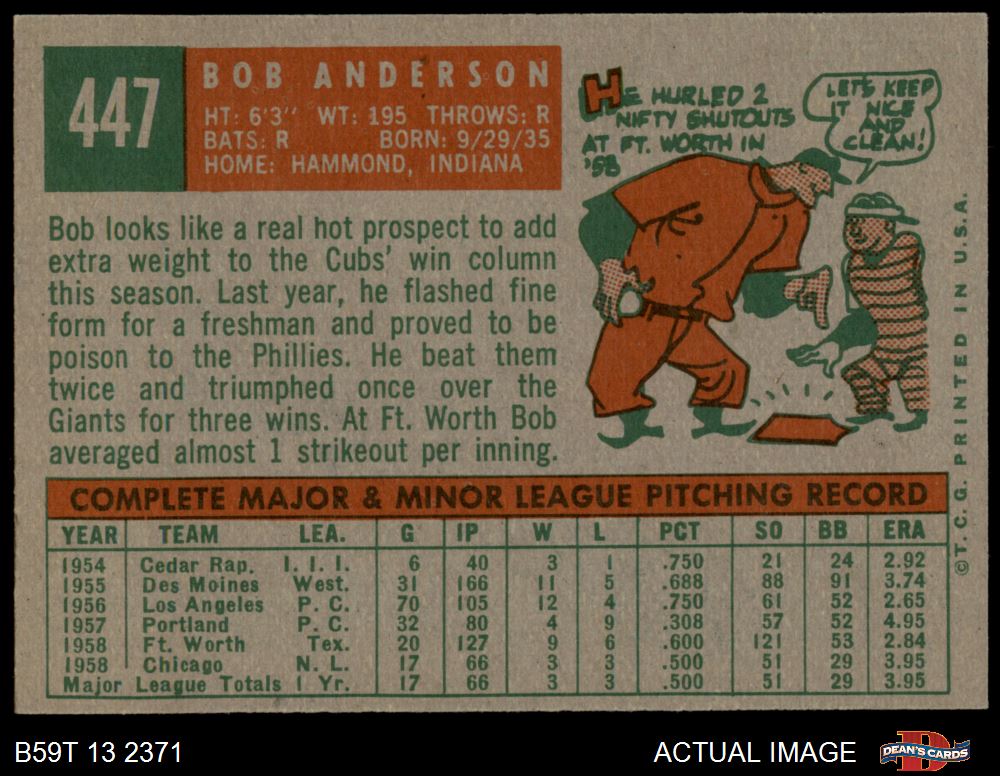 447
BOB ANDERSON
HT: 6'3" WT: 195 THROWS: R
BATS: R BORN: 9/29/35
HOME: HAMMOND, INDIANA
HE HURLED 2
NIFTY SHUTOUTS
AT FT. WORTH IN
'58
LET'S KEEP
IT NICE
AND
CLEAN!
Bob looks like a real hot prospect to add
extra weight to the Cubs' win column
this season. Last year, he flashed fine
form for a freshman and proved to be
poison to the Phillies. He beat them
twice and triumphed once over the
Giants for three wins. At Ft. Worth Bob
averaged almost 1 strikeout per inning.
©T.C.G. PRINTED IN U.S.A.
COMPLETE MAJOR & MINOR LEAGUE PITCHING RECORD
YEAR TEAM LEA. G IP W L PCT SO BB ERA
1954 Cedar Rap. I. I. I. 6 40 3 1 .750 21 24 2.92
1955 Des Moines West. 31 166 11 5 .688 88 91 3.74
1956 Los Angeles P. C. 70 105 12 4 .750 61 52 2.65
1957 Portland P. C. 32 80 4 9 .308 57 52 4.95
1958 Ft. Worth Tex. 20 127 9 6 .600 121 53 2.84
1958 Chicago N. L. 17 66 3 3 .500 51 29 3.95
Major League Totals 1 Yr. 17 66 3 3 .500 51 29 3.95
B59T 13 2371
ACTUAL IMAGE
D
DEAN'S CARDS